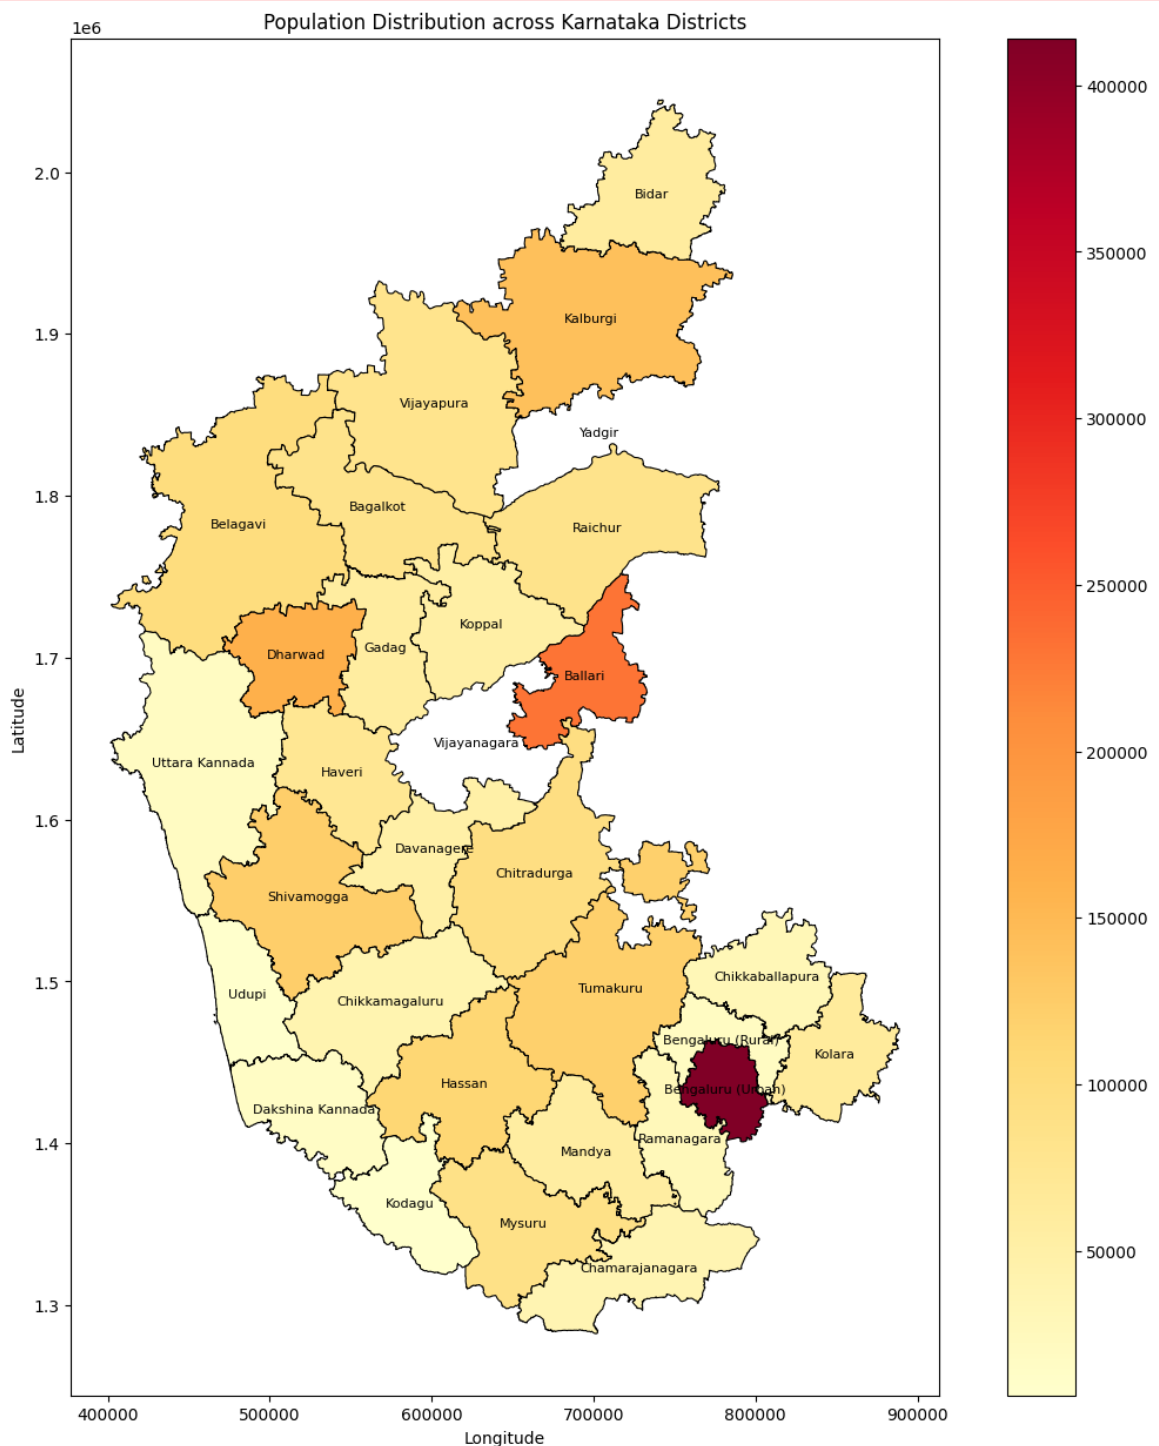 Population Distribution across Karnataka Districts
1e6
2.0
1.9
1.8
1.7
1.6
1.5
1.4
1.3
Latitude
400000
500000
600000
700000
800000
900000
Longitude
Bidar
Kalburgi
Vijayapura
Yadgir
Bagalkot
Belagavi
Raichur
Koppal
Gadag
Dharwad
Ballari
Vijayanagara
Uttara Kannada
Haveri
Davanagere
Chitradurga
Shivamogga
Chikkaballapura
Tumakuru
Udupi
Chikkamagaluru
Bengaluru (Rural)
Kolara
Hassan
Bengaluru (Urban)
Dakshina Kannada
Ramanagara
Mandya
Kodagu
Mysuru
Chamarajanagara
400000
350000
300000
250000
200000
150000
100000
50000